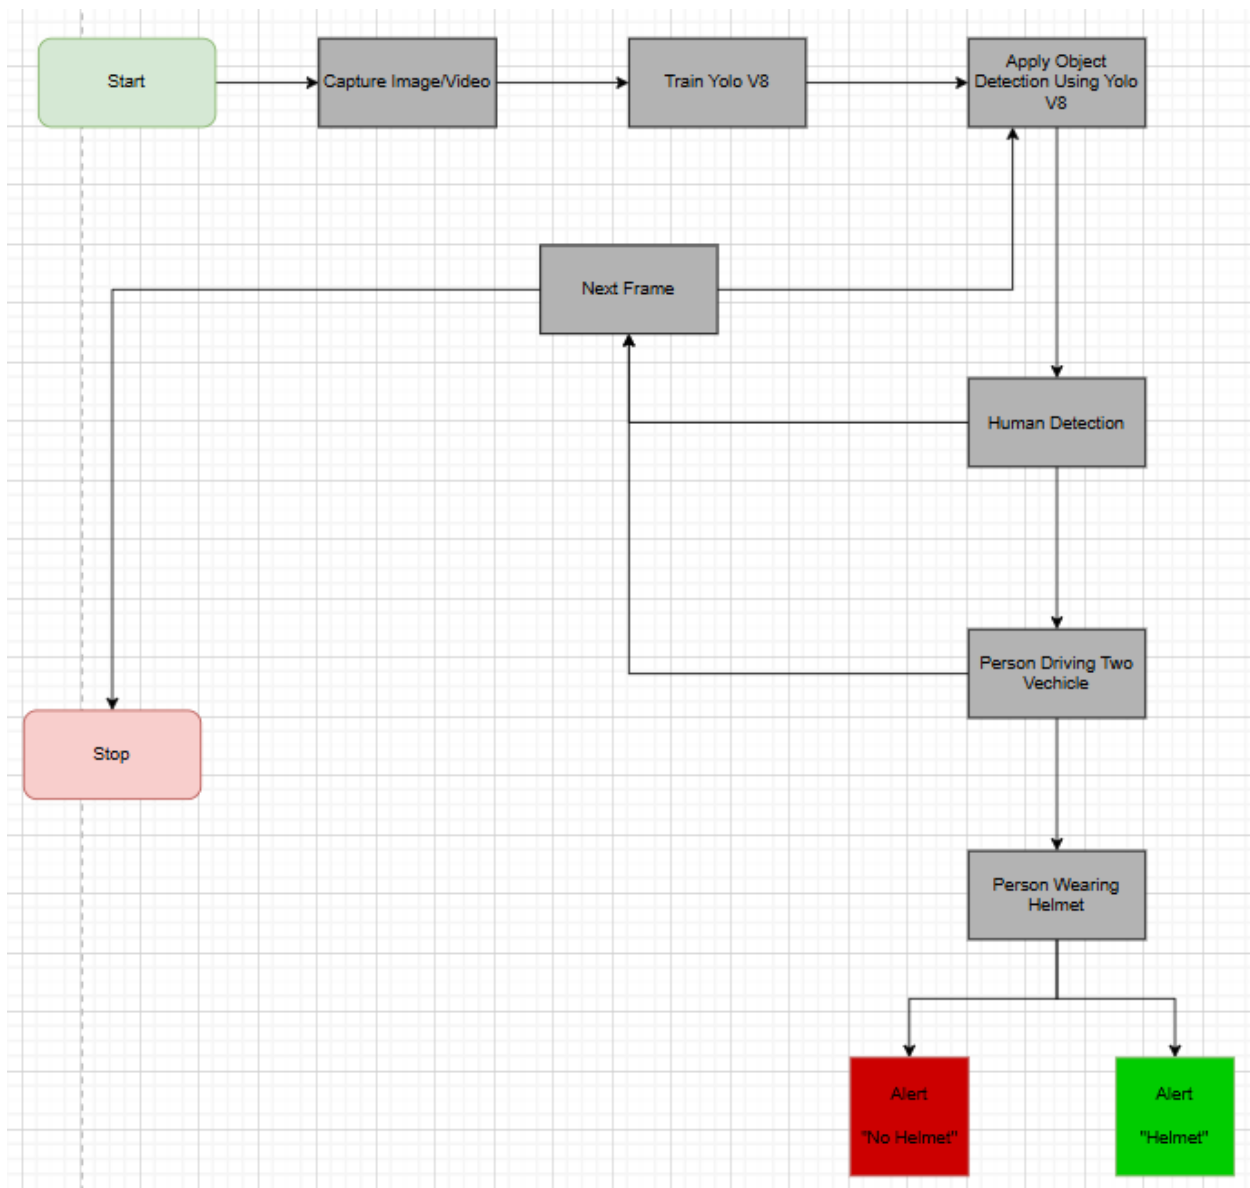 Start
Capture Image/Video
Train Yolo V8
Apply Object
Detection Using Yolo
V8
Next Frame
Human Detection
Person Driving Two
Vechicle
Stop
Person Wearing
Helmet
Alert
"No Helmet"
Alert
"Helmet"